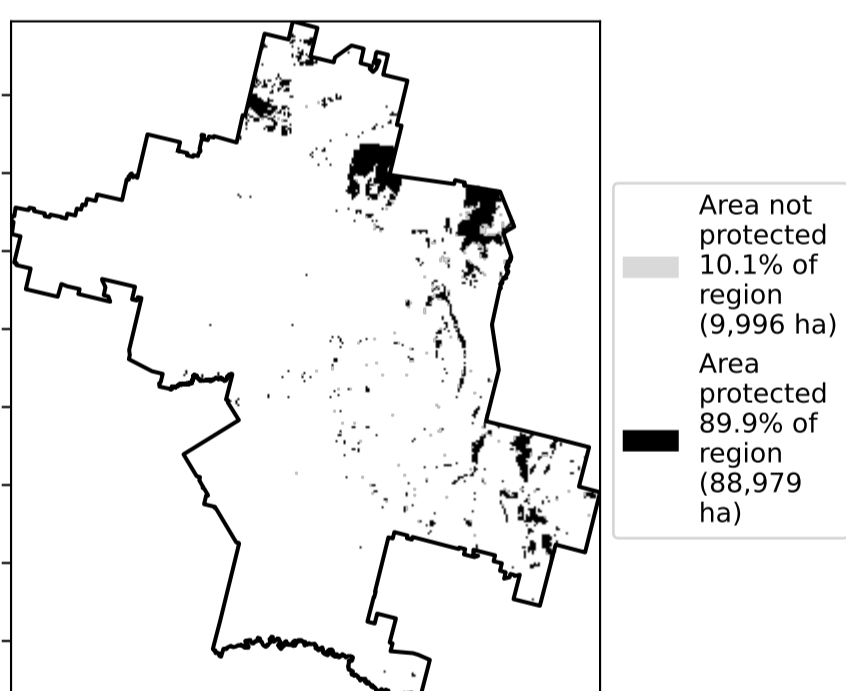 Area not
protected
10.1% of
region
(9,996 ha)
Area
protected
89.9% of
region
(88,979
ha)